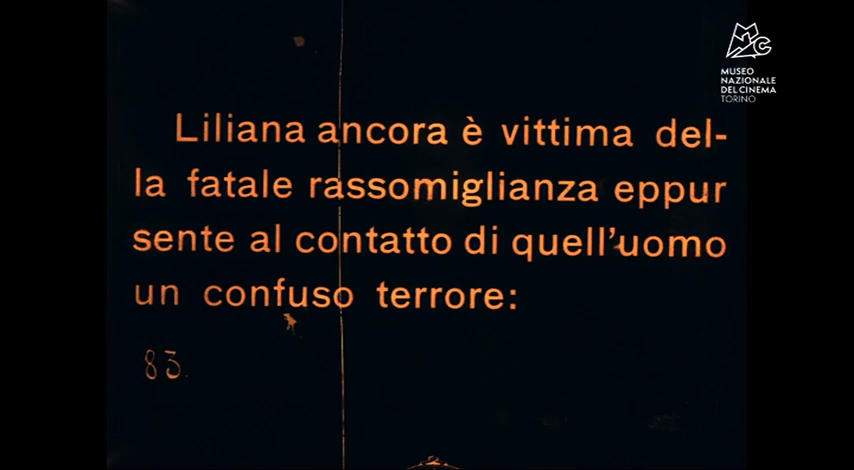 MUSEO
NAZIONALE
DEL CINEMA
TORINO
Liliana ancora è vittima del-
la fatale rassomiglianza eppur
sente al contatto di quell'uomo
un confuso terrore:
83.